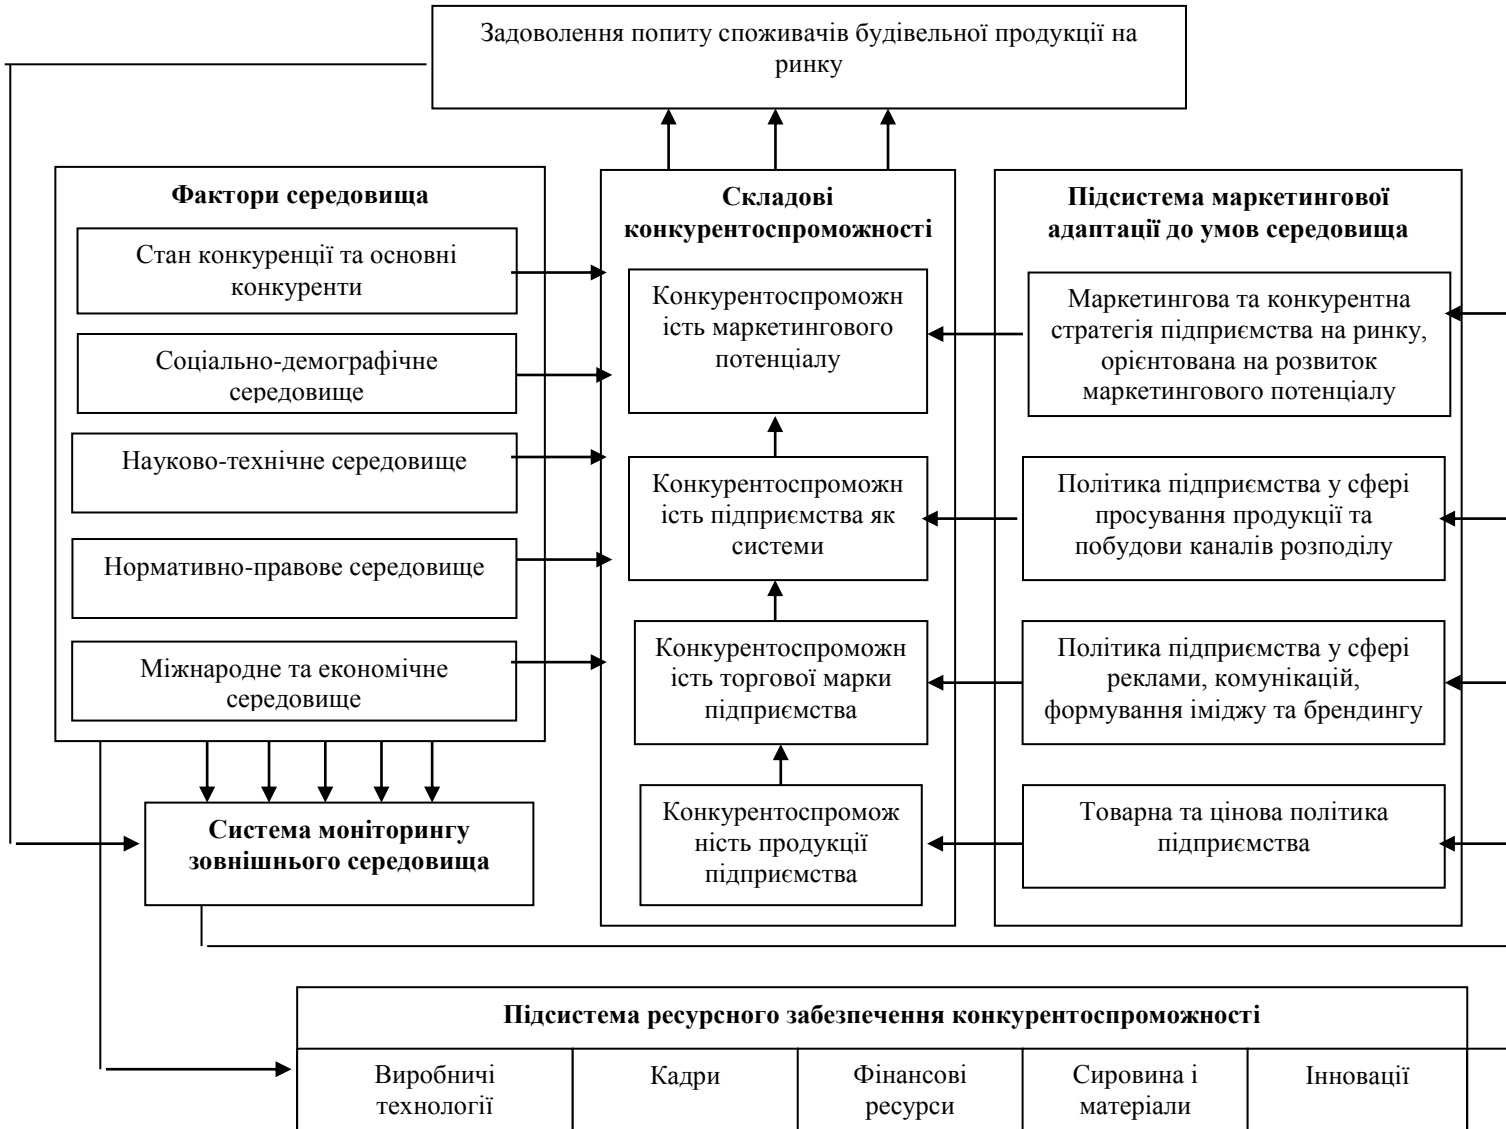 Задоволення попиту споживачів будівельної продукції на
ринку
Фактори середовища
Стан конкуренції та основні
конкуренти
Соціально-демографічне
середовище
Науково-технічне середовище
Нормативно-правове середовище
Міжнародне та економічне
середовище
Система моніторингу
зовнішнього середовища
Складові
конкурентоспроможності
Конкурентоспроможн
ість маркетингового
потенціалу
Конкурентоспроможн
ість підприємства як
системи
Конкурентоспроможн
ість торгової марки
підприємства
Конкурентоспромож
ність продукції
підприємства
Підсистема маркетингової
адаптації до умов середовища
Маркетингова та конкурентна
стратегія підприємства на ринку,
орієнтована на розвиток
маркетингового потенціалу
Політика підприємства у сфері
просування продукції та
побудови каналів розподілу
Політика підприємства у сфері
реклами, комунікацій,
формування іміджу та брендингу
Товарна та цінова політика
підприємства
Підсистема ресурсного забезпечення конкурентоспроможності
Виробничі
технології
Кадри
Фінансові
ресурси
Сировина і
матеріали
Інновації